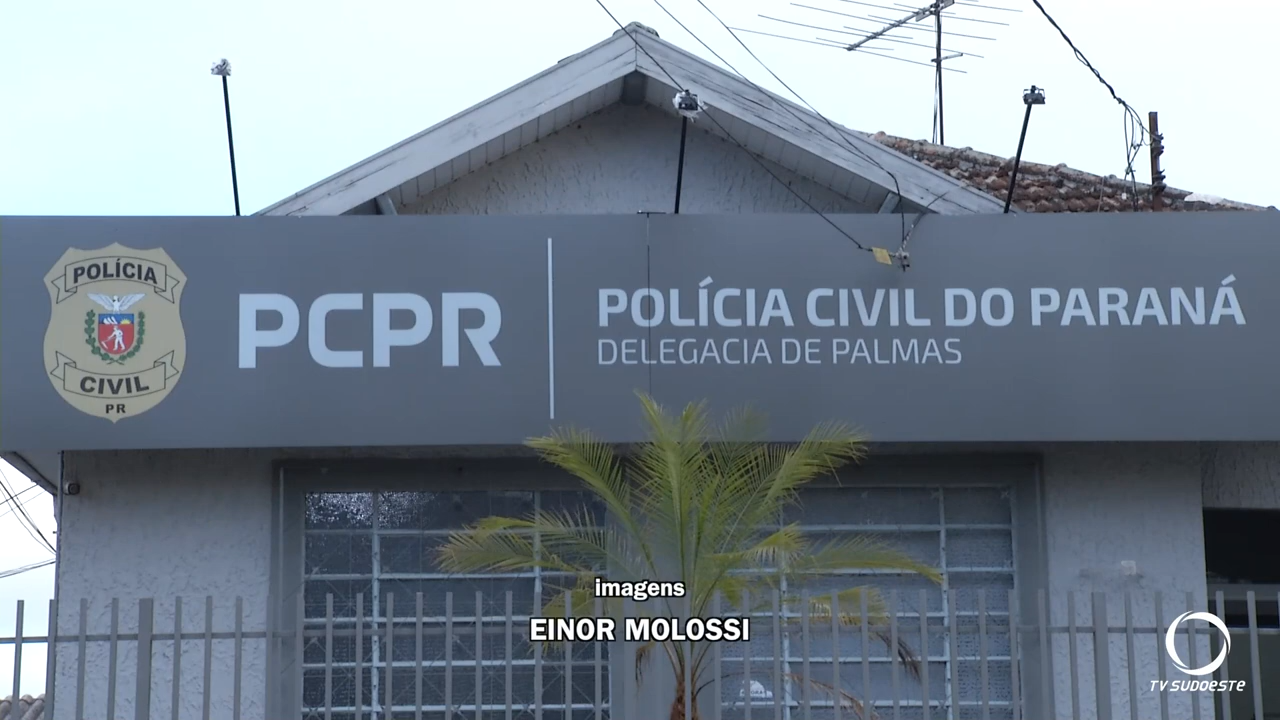 POLÍCIA
CIVIL
PR
PCPR
POLÍCIA CIVIL DO PARANÁ
DELEGACIA DE PALMAS
imagens
EINOR MOLOSSI
TV SUDOESTE